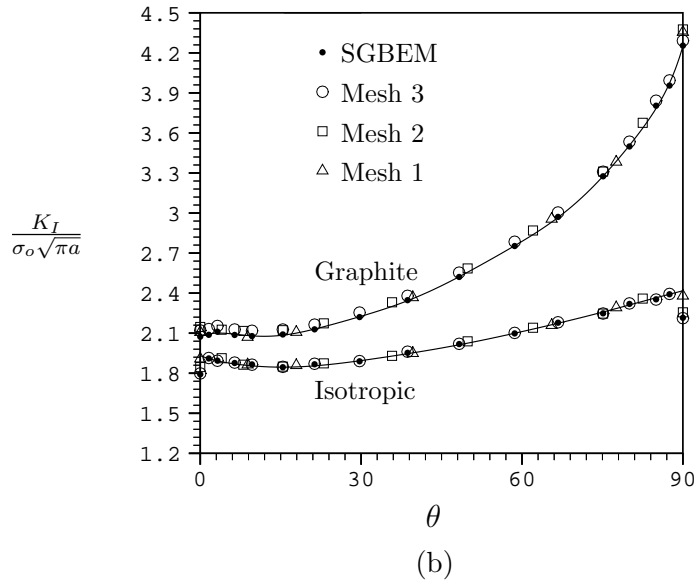 4.5
4.2
3.9
3.6
3.3
3
2.7
2.4
2.1
1.8
1.5
1.2
K_I
σ_o√πa
SGBEM
Mesh 3
Mesh 2
Mesh 1
Graphite
Isotropic
0 30 60 90
θ
(b)